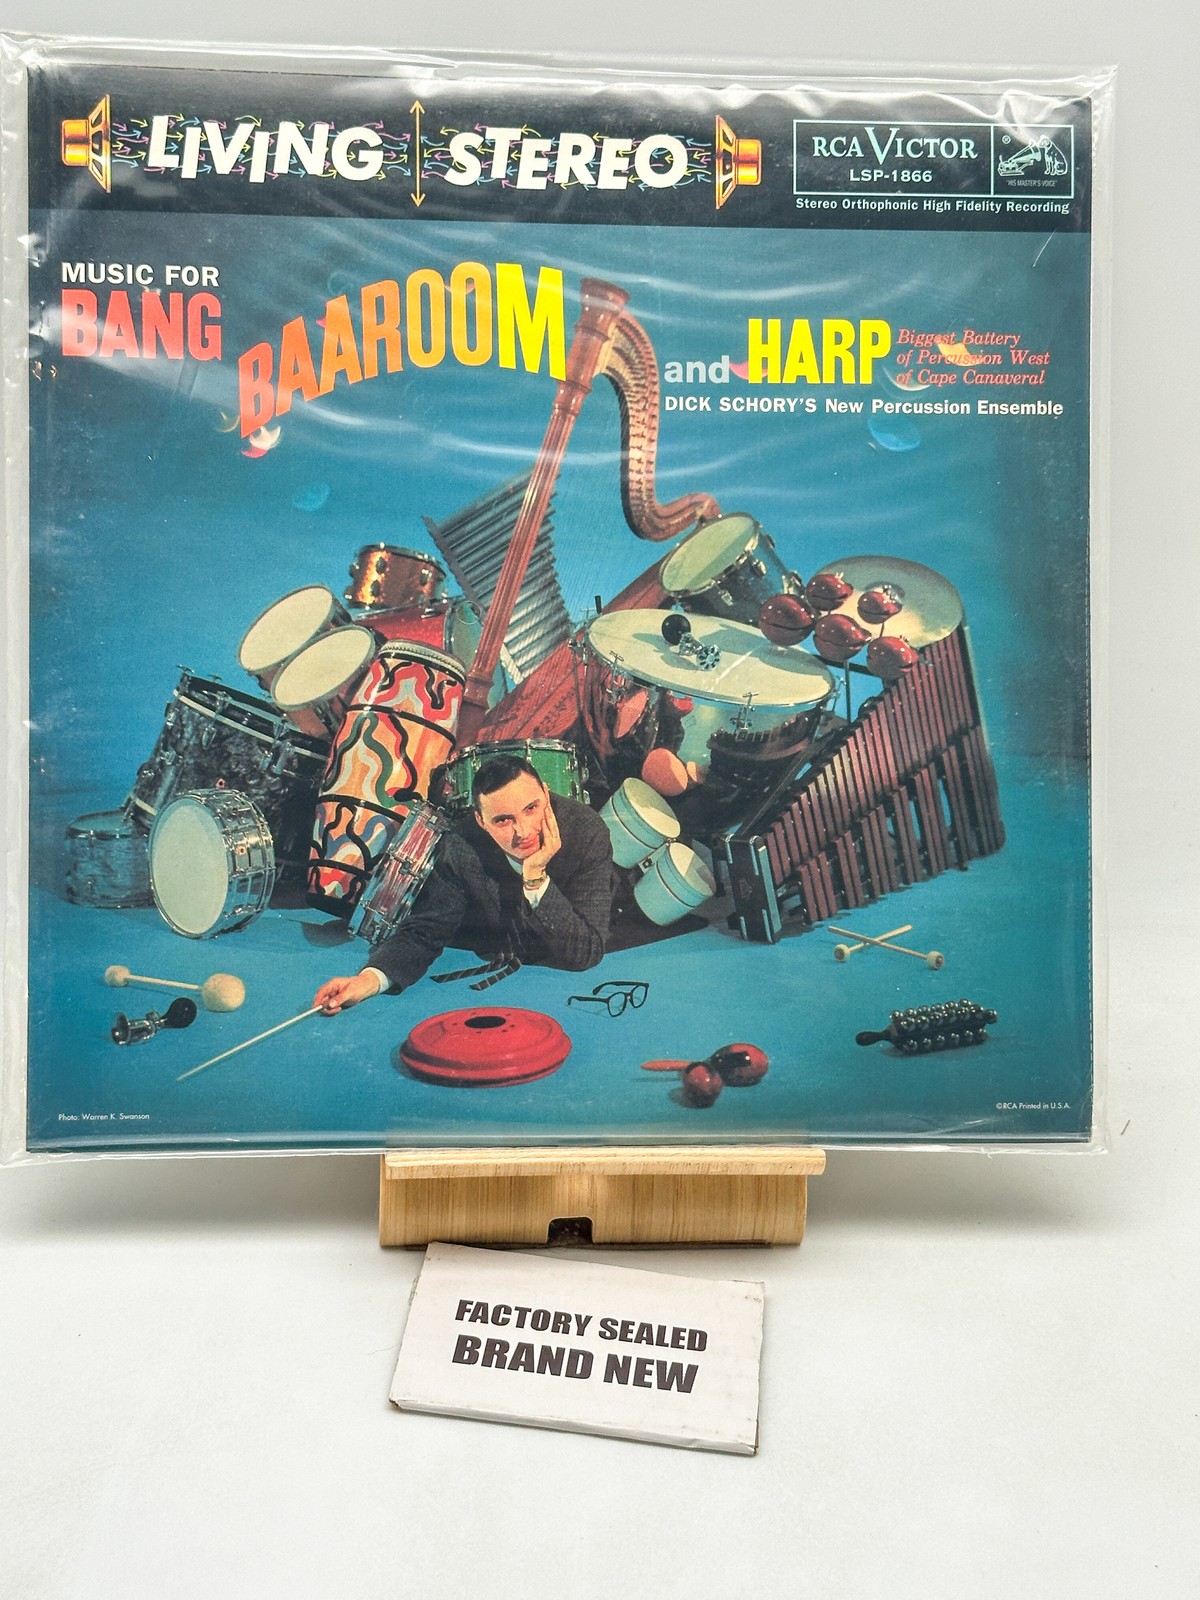 LIVING STEREO
RCA VICTOR
LSP-1866
®
"HIS MASTER'S VOICE"
Stereo Orthophonic High Fidelity Recording
MUSIC FOR
BANG
BAAROOM
and HARP
Biggest Battery
of Percussion West
of Cape Canaveral
DICK SCHORY'S New Percussion Ensemble
Photo: Warren K. Swanson
©RCA Printed in U.S.A.
FACTORY SEALED
BRAND NEW